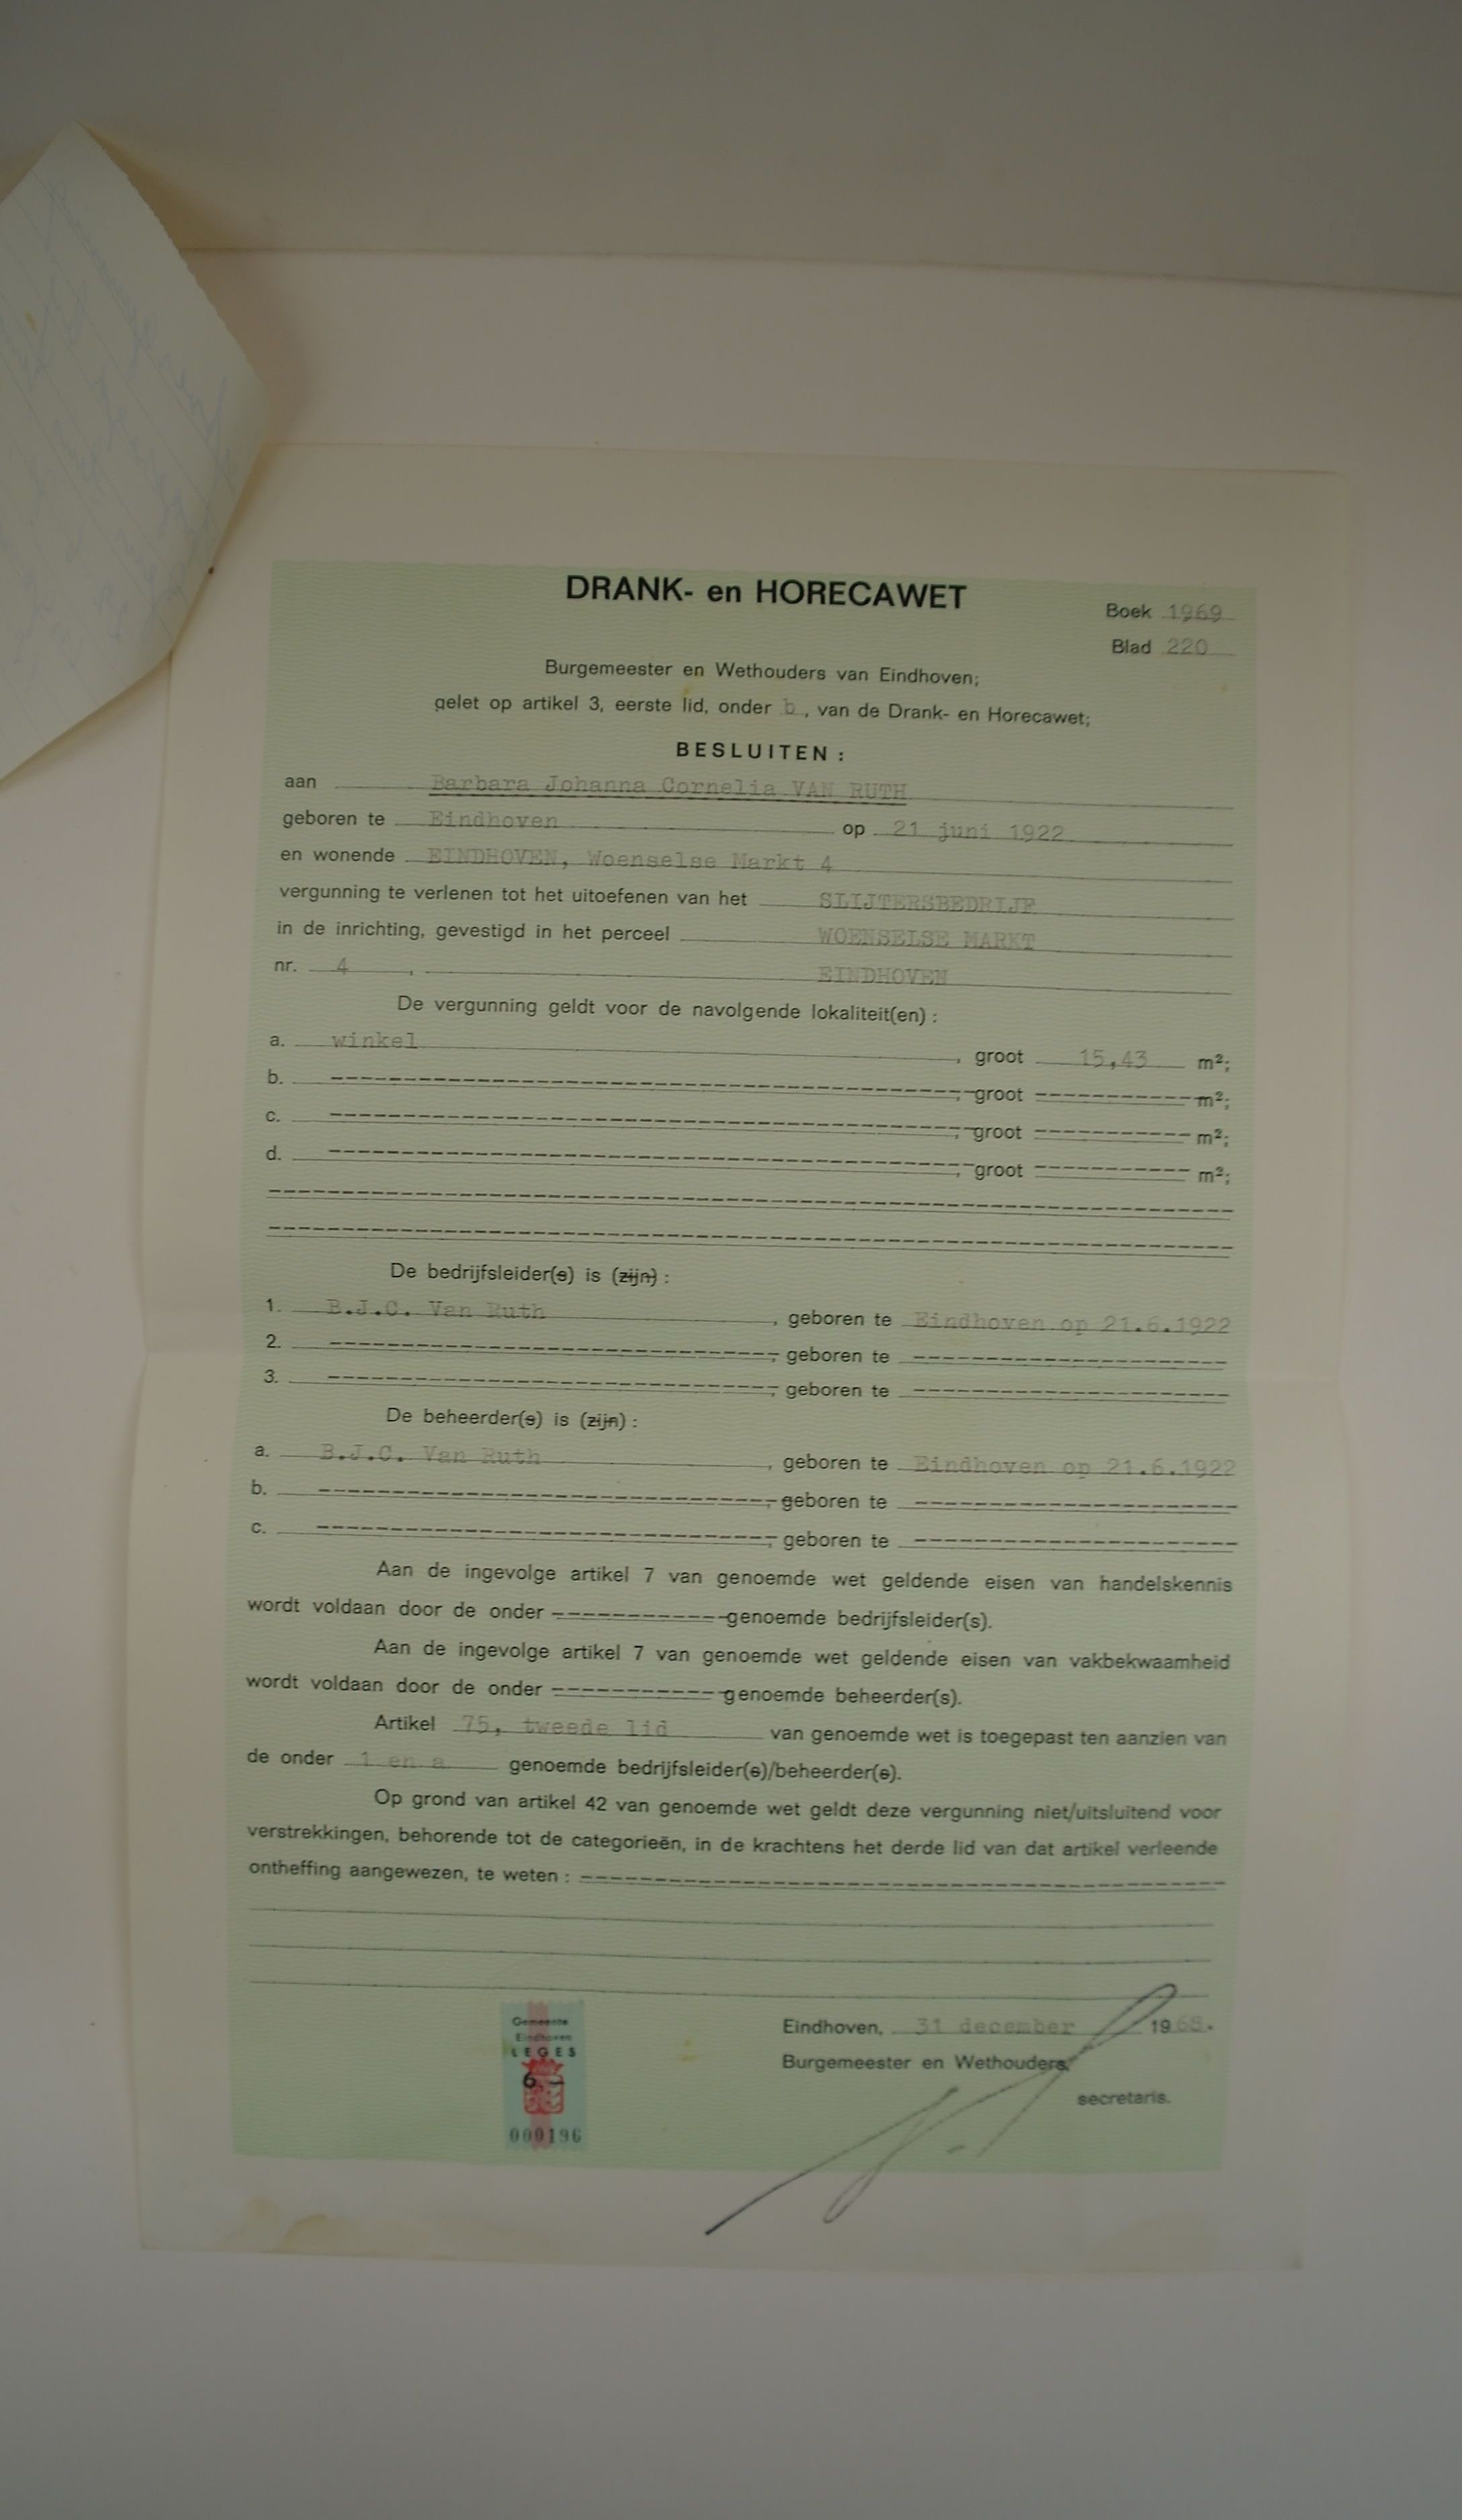 DRANK- en HORECAWET
Boek 1969
Blad 220
Burgemeester en Wethouders van Eindhoven;
gelet op artikel 3, eerste lid, onder b, van de Drank- en Horecawet;
BESLUITEN :
aan Barbara Johanna Cornelia VAN RUTH
geboren te Eindhoven op 21 juni 1922
en wonende EINDHOVEN, Woenselse Markt 4
vergunning te verlenen tot het uitoefenen van het SLIJTERSBEDRIJF
in de inrichting, gevestigd in het perceel WOENSELSE MARKT
nr. 4, EINDHOVEN
De vergunning geldt voor de navolgende lokaliteit(en) :
a. winkel, groot 15,43 m²;
b. ----------, groot ---------- m²;
c. ----------, groot ---------- m²;
d. ----------, groot ---------- m²;
De bedrijfsleider(s) is (zijn) :
1. B.J.C. Van Ruth, geboren te Eindhoven op 21.6.1922
2. ----------, geboren te ----------
3. ----------, geboren te ----------
De beheerder(s) is (zijn) :
a. B.J.C. Van Ruth, geboren te Eindhoven op 21.6.1922
b. ----------, geboren te ----------
c. ----------, geboren te ----------
Aan de ingevolge artikel 7 van genoemde wet geldende eisen van handelskennis
wordt voldaan door de onder ------------genoemde bedrijfsleider(s).
Aan de ingevolge artikel 7 van genoemde wet geldende eisen van vakbekwaamheid
wordt voldaan door de onder ------------genoemde beheerder(s).
Artikel 75, tweede lid van genoemde wet is toegepast ten aanzien van
de onder 1 en a genoemde bedrijfsleider(s)/beheerder(s).
Op grond van artikel 42 van genoemde wet geldt deze vergunning niet/uitsluitend voor
verstrekkingen, behorende tot de categorieën, in de krachtens het derde lid van dat artikel verleende
ontheffing aangewezen, te weten : ----------
Gemeente
Eindhoven
LEGES
6,—
000196
Eindhoven, 31 december 1968.
Burgemeester en Wethouders
secretaris.